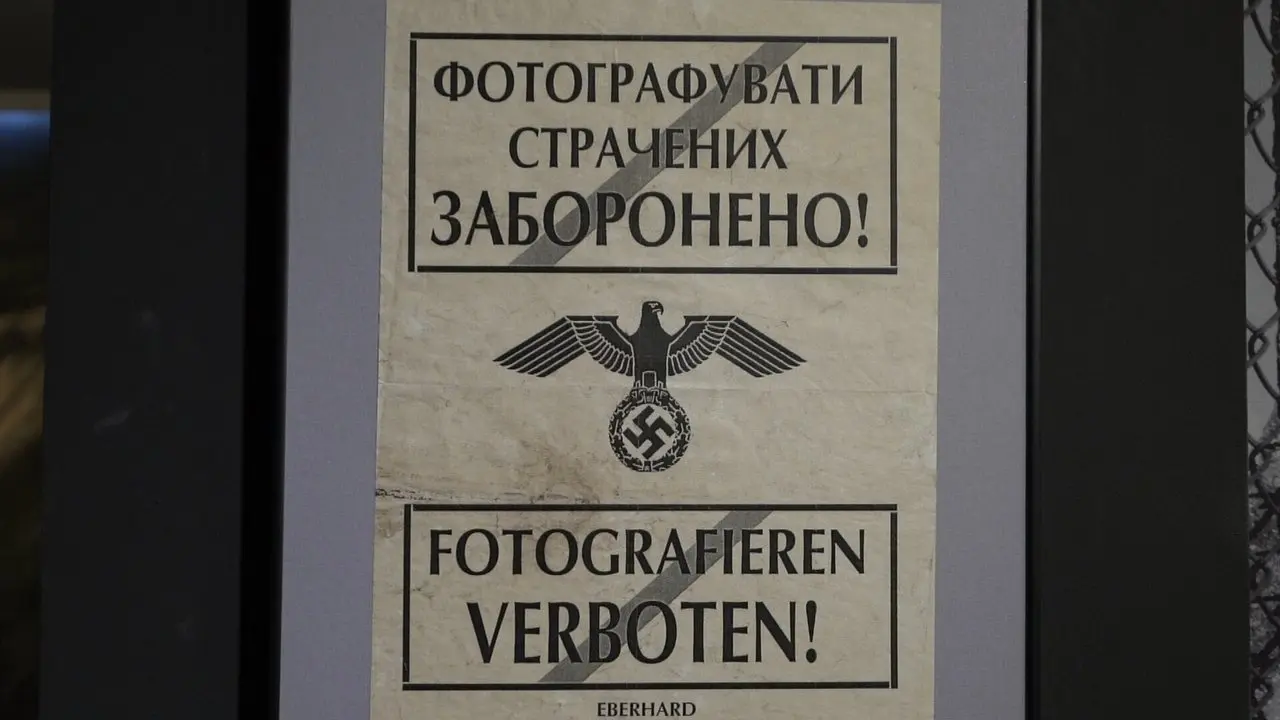 ФОТОГРАФУВАТИ
СТРАЧЕНИХ
ЗАБОРОНЕНО!
FOTOGRAFIEREN
VERBOTEN!
EBERHARD